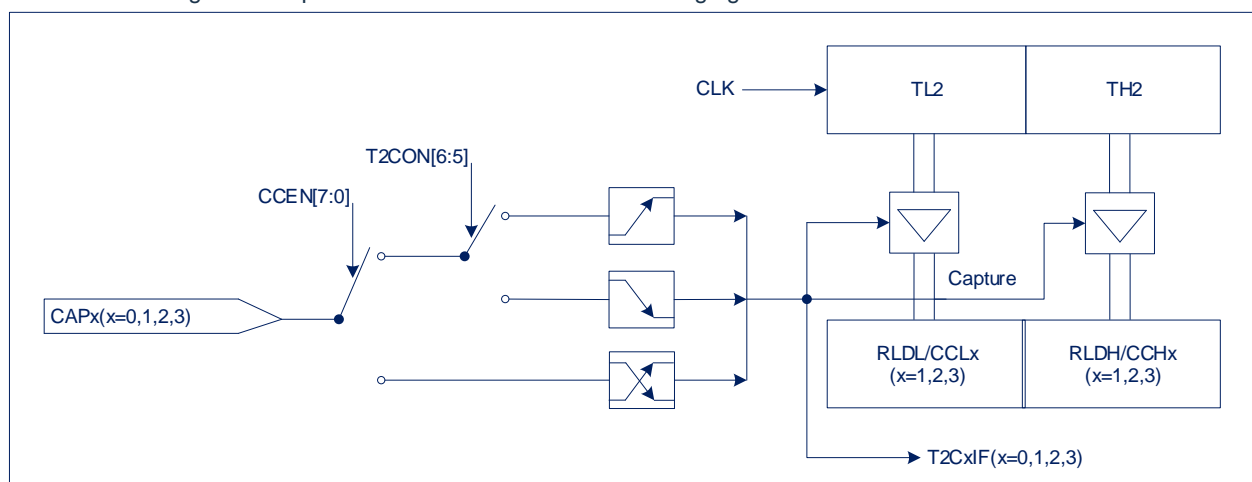 CLK
TL2
TH2
T2CON[6:5]
CCEN[7:0]
Capture
CAPx(x=0,1,2,3)
RLDL/CCLx
(x=1,2,3)
RLDH/CCHx
(x=1,2,3)
T2CxIF(x=0,1,2,3)